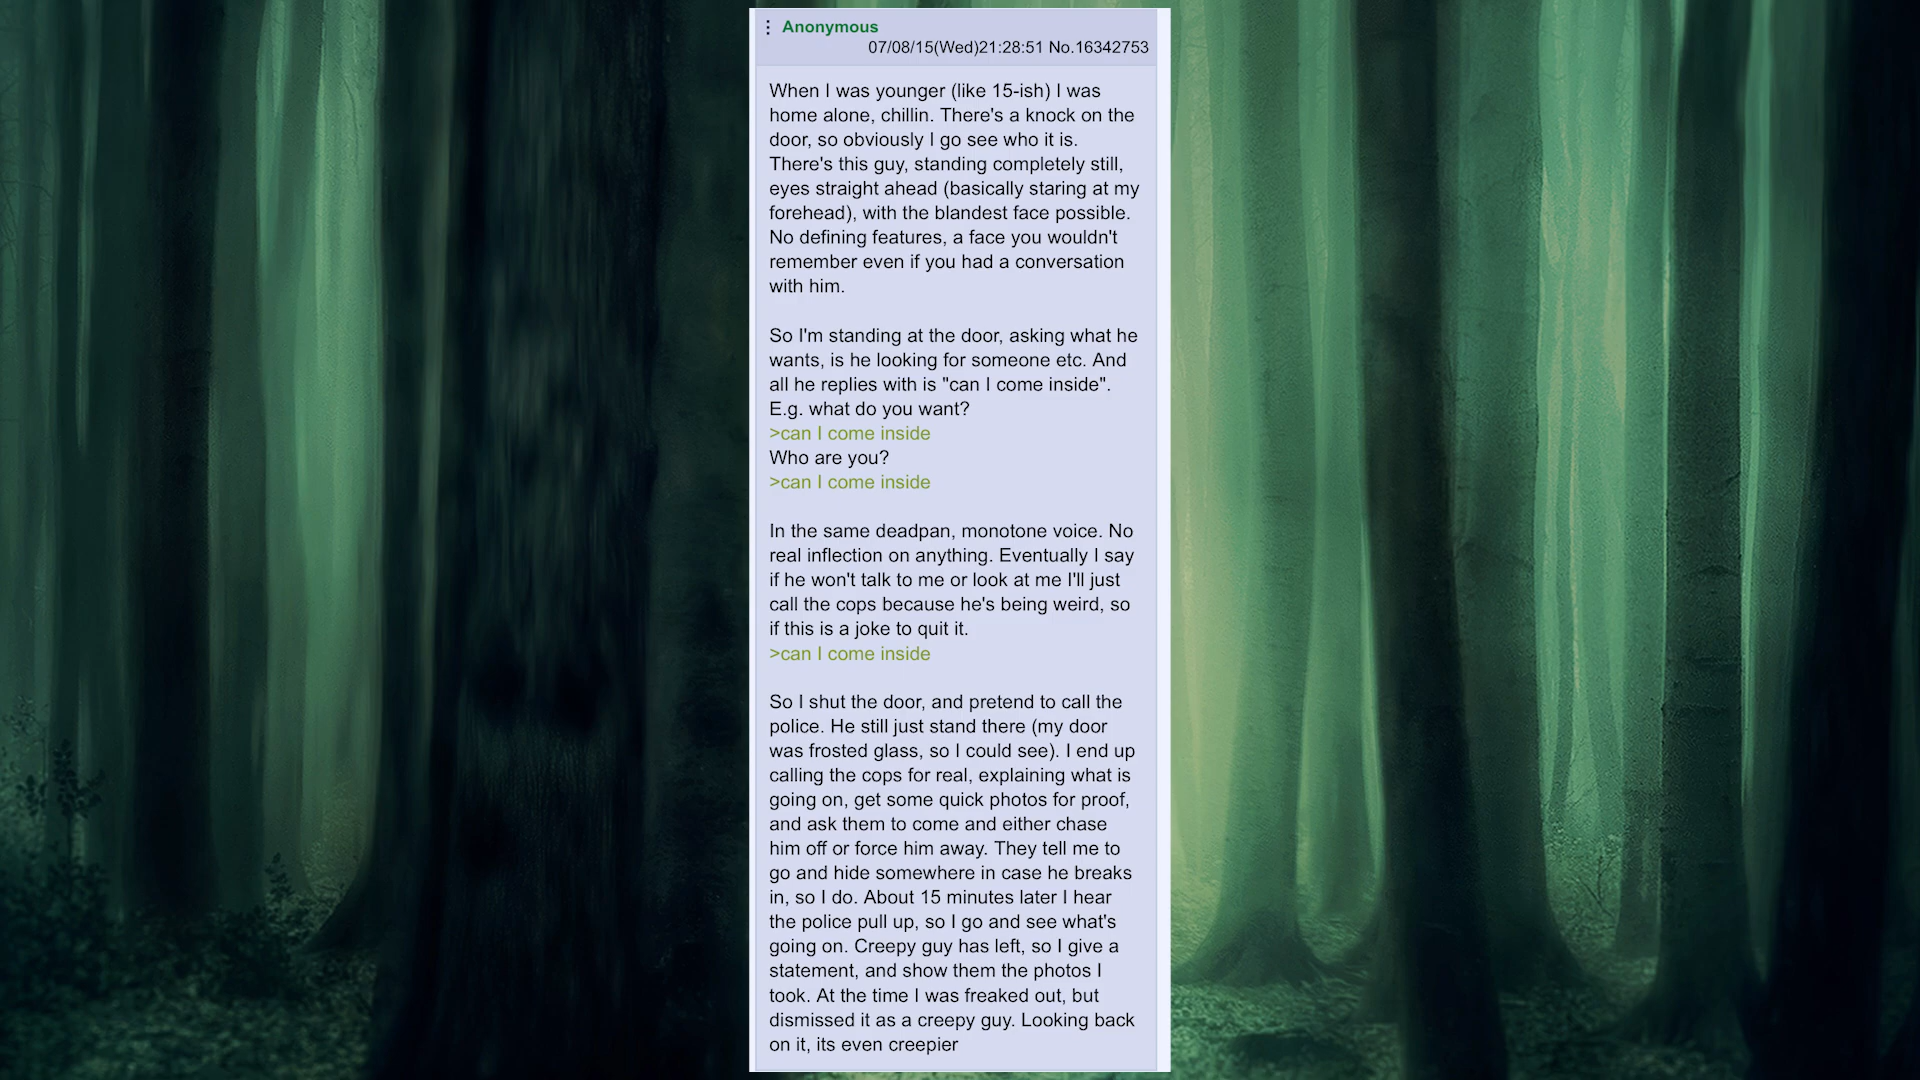 Anonymous
07/08/15(Wed)21:28:51 No.16342753
When I was younger (like 15-ish) I was
home alone, chillin. There's a knock on the
door, so obviously I go see who it is.
There's this guy, standing completely still,
eyes straight ahead (basically staring at my
forehead), with the blandest face possible.
No defining features, a face you wouldn't
remember even if you had a conversation
with him.
So I'm standing at the door, asking what he
wants, is he looking for someone etc. And
all he replies with is "can I come inside".
E.g. what do you want?
>can I come inside
Who are you?
>can I come inside
In the same deadpan, monotone voice. No
real inflection on anything. Eventually I say
if he won't talk to me or look at me I'll just
call the cops because he's being weird, so
if this is a joke to quit it.
>can I come inside
So I shut the door, and pretend to call the
police. He still just stand there (my door
was frosted glass, so I could see). I end up
calling the cops for real, explaining what is
going on, get some quick photos for proof,
and ask them to come and either chase
him off or force him away. They tell me to
go and hide somewhere in case he breaks
in, so I do. About 15 minutes later I hear
the police pull up, so I go and see what's
going on. Creepy guy has left, so I give a
statement, and show them the photos I
took. At the time I was freaked out, but
dismissed it as a creepy guy. Looking back
on it, its even creepier